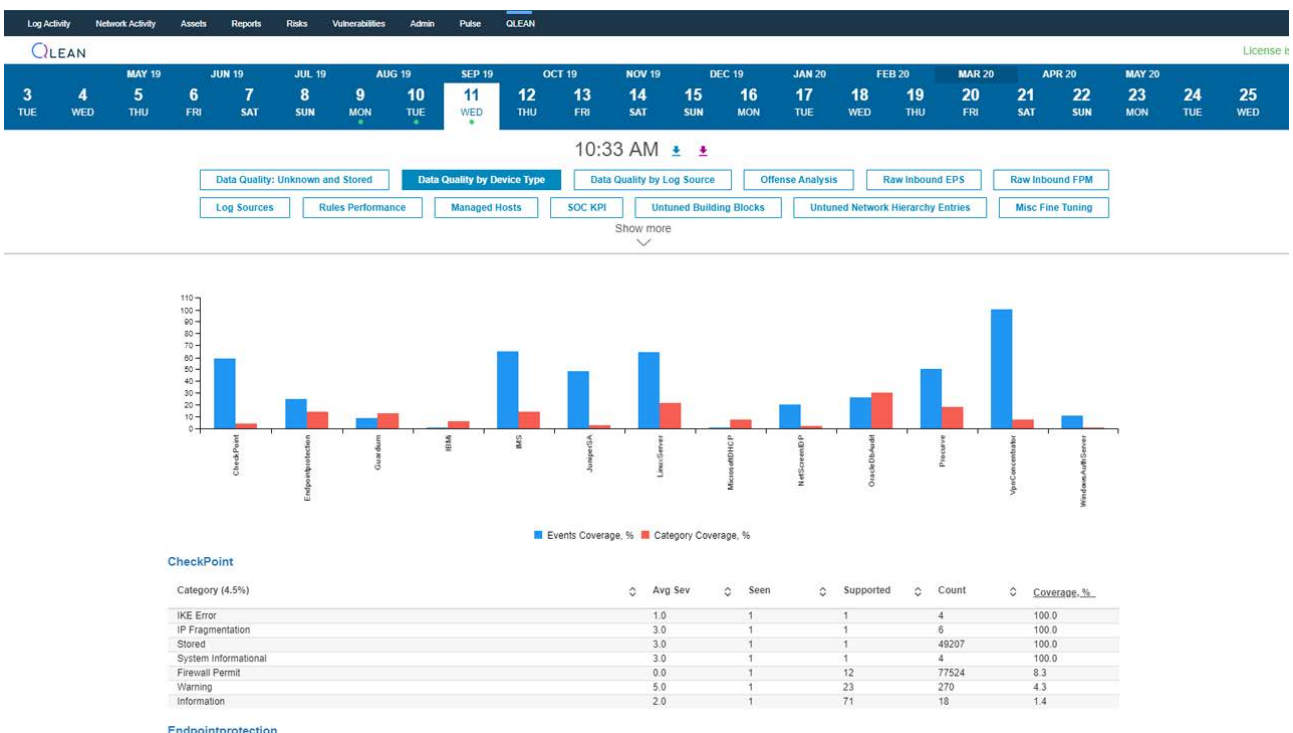 Log Activity Network Activity Assets Reports Risks Vulnerabilities Admin Pulse QLEAN
QLEAN
License is
MAY 19 JUN 19 JUL 19 AUG 19 SEP 19 OCT 19 NOV 19 DEC 19 JAN 20 FEB 20 MAR 20 APR 20 MAY 20
3 4 5 6 7 8 9 10 11 12 13 14 15 16 17 18 19 20 21 22 23 24 25
TUE WED THU FRI SAT SUN MON TUE WED THU FRI SAT SUN MON TUE WED THU FRI SAT SUN MON TUE WED
10:33 AM
Data Quality: Unknown and Stored Data Quality by Device Type Data Quality by Log Source Offense Analysis Raw Inbound EPS Raw Inbound FPM
Log Sources Rules Performance Managed Hosts SOC KPI Untuned Building Blocks Untuned Network Hierarchy Entries Misc Fine Tuning
Show more
110
100
90
80
70
60
50
40
30
20
10
0
CheckPoint
Endpointprotection
Guardium
IBMi
IMS
JuniperSA
LinuxServer
MicrosoftDHCP
NetScreenIDP
OracleDbAudit
Procurve
VpnConcentrator
WindowsAuthServer
Events Coverage, % Category Coverage, %
CheckPoint
Category (4.5%) Avg Sev Seen Supported Count Coverage, %
IKE Error 1.0 1 1 4 100.0
IP Fragmentation 3.0 1 1 6 100.0
Stored 3.0 1 1 49207 100.0
System Informational 3.0 1 1 4 100.0
Firewall Permit 0.0 1 12 77524 8.3
Warning 5.0 1 23 270 4.3
Information 2.0 1 71 18 1.4
Endpointprotection